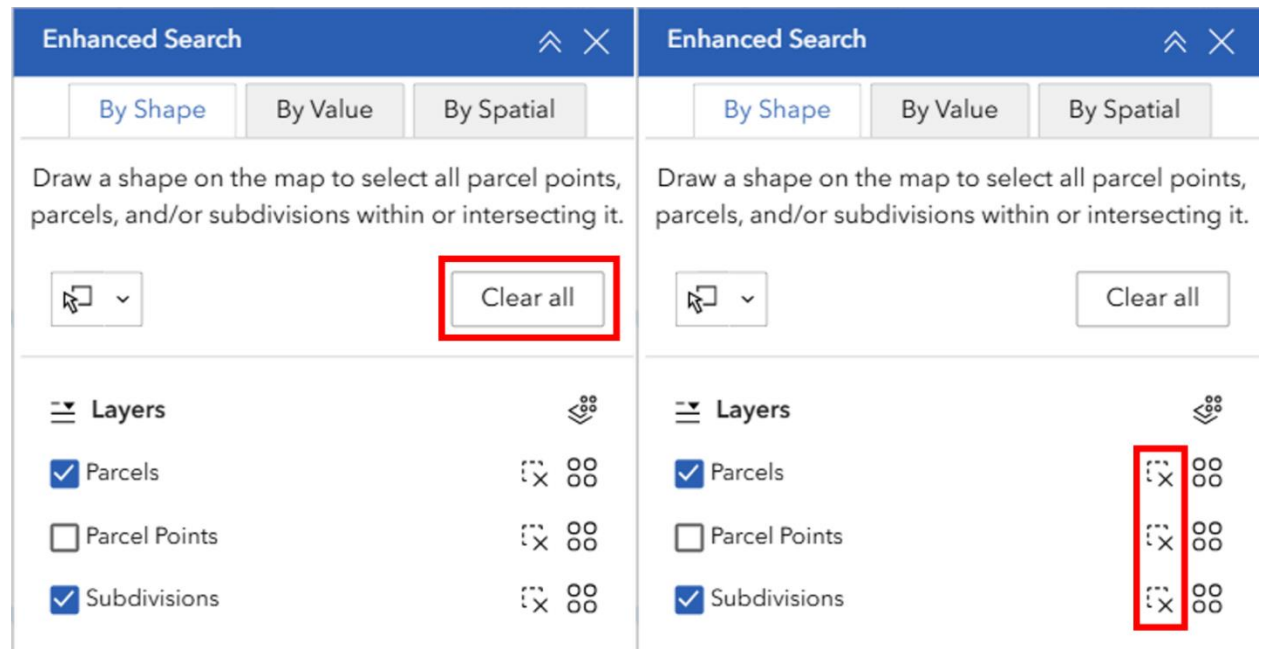 Enhanced Search
By Shape By Value By Spatial
Draw a shape on the map to select all parcel points,
parcels, and/or subdivisions within or intersecting it.
Clear all
Layers
Parcels
Parcel Points
Subdivisions
Enhanced Search
By Shape By Value By Spatial
Draw a shape on the map to select all parcel points,
parcels, and/or subdivisions within or intersecting it.
Clear all
Layers
Parcels
Parcel Points
Subdivisions